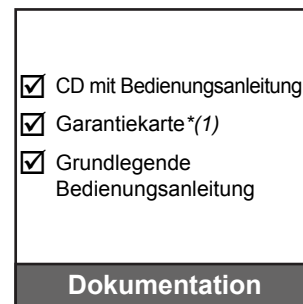 CD mit Bedienungsanleitung
Garantiekarte*(1)
Grundlegende
Bedienungsanleitung
Dokumentation